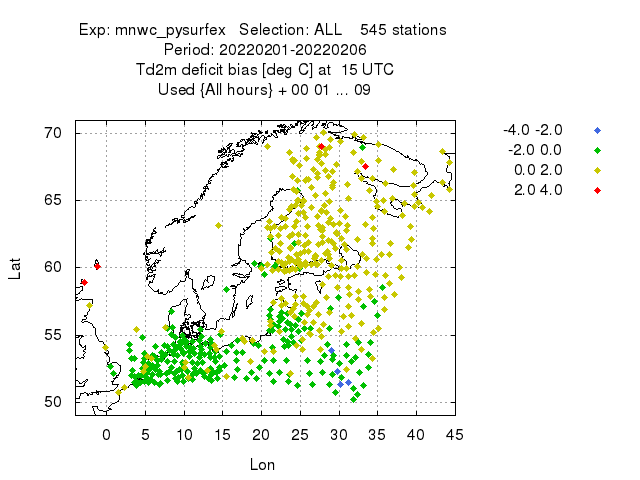 Exp: mnwc_pysurfex   Selection: ALL    545 stations
Period: 20220201-20220206
Td2m deficit bias [deg C] at  15 UTC
Used {All hours} + 00 01 ... 09
-4.0 -2.0
-2.0 0.0
0.0 2.0
2.0 4.0
70
65
60
55
50
Lat
0 5 10 15 20 25 30 35 40 45
Lon